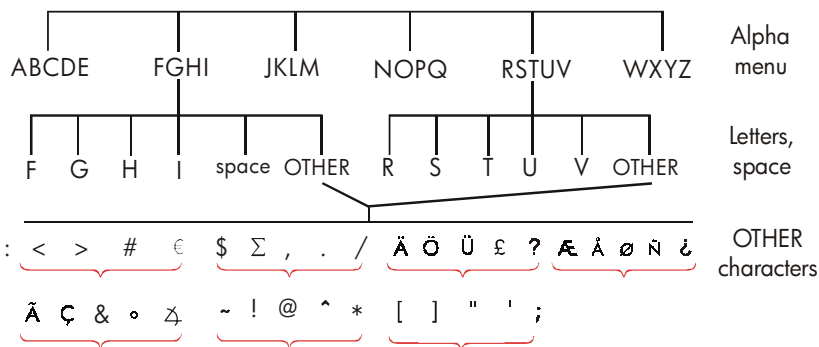 ABCDE FGHI JKLM NOPQ RSTUV WXYZ Alpha
menu
F G H I space OTHER R S T U V OTHER Letters,
space
: < > # € $ Σ , . / Ä Ö Ü £ ? Æ Å ø Ñ ¿ OTHER
characters
Ã Ç & ° ∡ ~ ! @ ^ * [ ] " ' ;